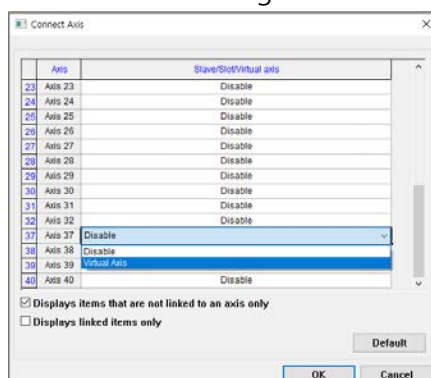 Connect Axis
Axis Slave/Slot/Virtual axis
23 Axis 23 Disable
24 Axis 24 Disable
25 Axis 25 Disable
26 Axis 26 Disable
27 Axis 27 Disable
28 Axis 28 Disable
29 Axis 29 Disable
30 Axis 30 Disable
31 Axis 31 Disable
32 Axis 32 Disable
37 Axis 37 Disable
38 Axis 38 Disable
39 Axis 39 Virtual Axis
40 Axis 40 Disable
Displays items that are not linked to an axis only
Displays linked items only
Default
OK Cancel